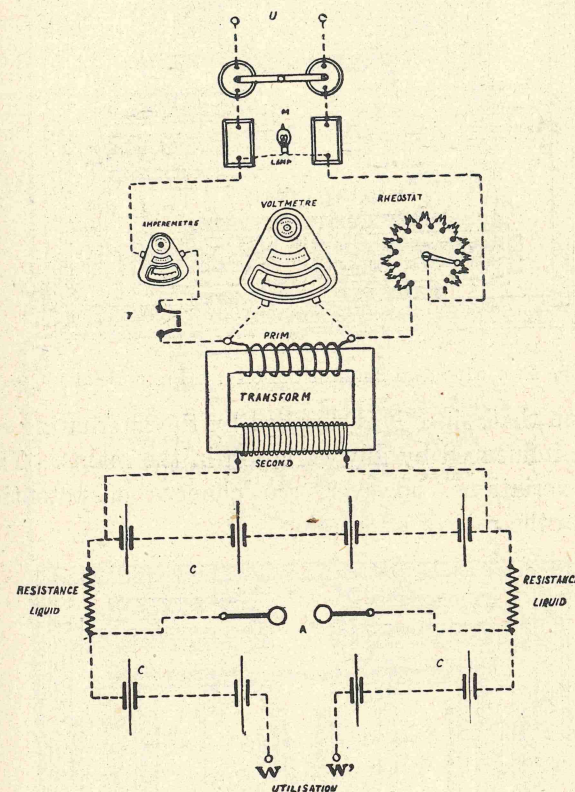 U
M
LAMP
VOLTMETRE
RHEOSTAT
AMPEREMETRE
T
PRIM
TRANSFORM
SECOND
C
RESISTANCE
LIQUID
RESISTANCE
LIQUID
A
C
C
W W'
UTILISATION